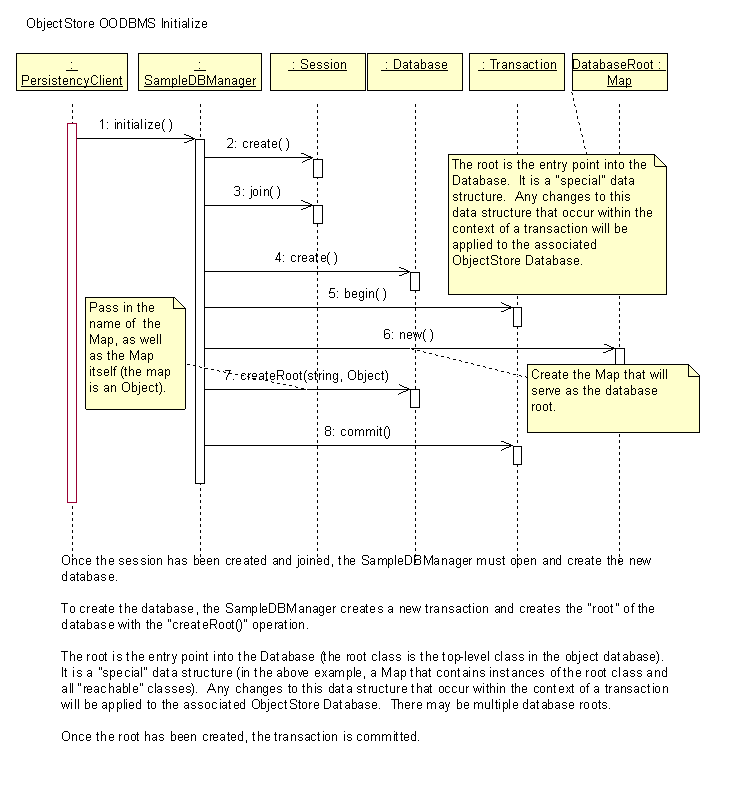 ObjectStore OODBMS Initialize
:
PersistencyClient
:
SampleDBManager
: Session
: Database
: Transaction
DatabaseRoot :
Map
1: initialize( )
2: create( )
3: join( )
4: create( )
5: begin( )
6: new( )
7: createRoot(string, Object)
8: commit()
The root is the entry point into the
Database.  It is a "special" data
structure.  Any changes to this
data structure that occur within the
context of a transaction will be
applied to the associated
ObjectStore Database.
Pass in the
name of  the
Map, as well
as the Map
itself (the map
is an Object).
Create the Map that will
serve as the database
root.
Once the session has been created and joined, the SampleDBManager must open and create the new
database.
To create the database, the SampleDBManager creates a new transaction and creates the "root" of the
database with the "createRoot()" operation.
The root is the entry point into the Database (the root class is the top-level class in the object database).
It is a "special" data structure (in the above example, a Map that contains instances of the root class and
all "reachable" classes).  Any changes to this data structure that occur within the context of a transaction
will be applied to the associated ObjectStore Database.  There may be multiple database roots.
Once the root has been created, the transaction is committed.